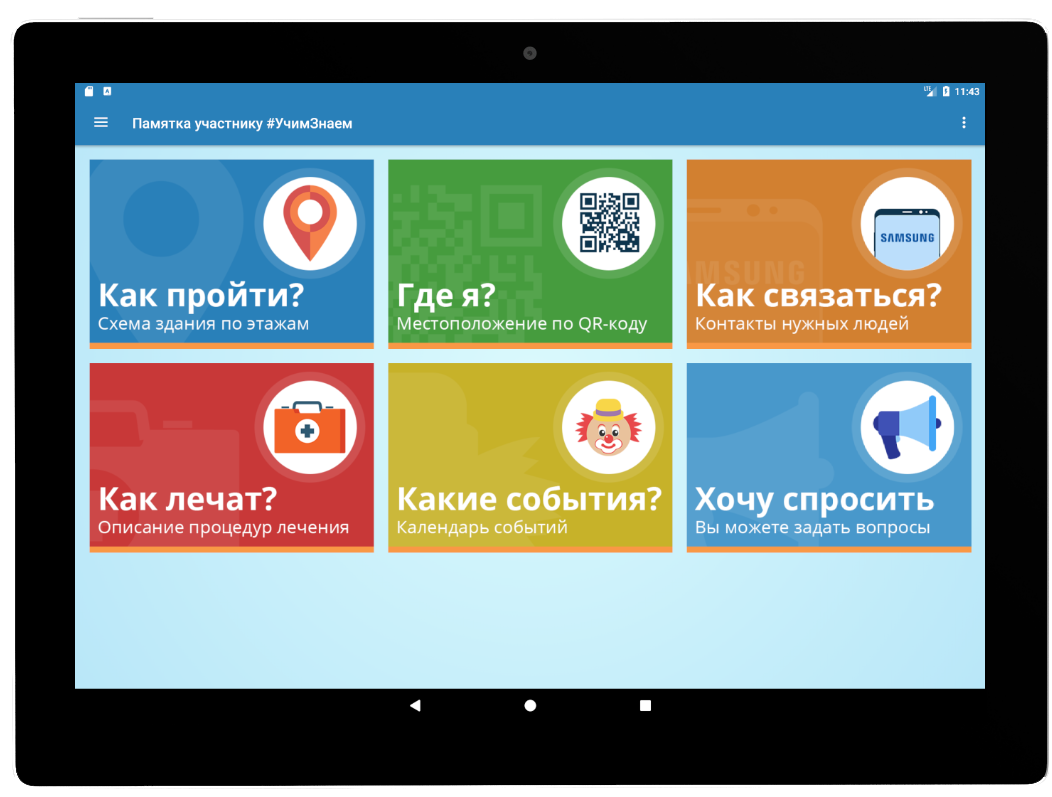 LTE 11:43
Памятка участнику #УчимЗнаем
Как пройти?
Схема здания по этажам
Где я?
Местоположение по QR-коду
SAMSUNG
MSUNG
Как связаться?
Контакты нужных людей
Как лечат?
Описание процедур лечения
Какие события?
Календарь событий
Хочу спросить
Вы можете задать вопросы